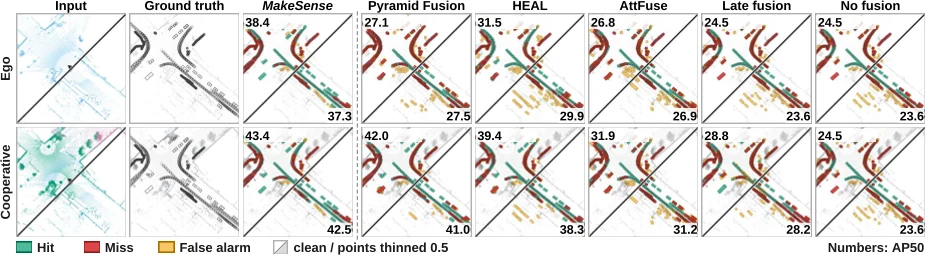 Input Ground truth MakeSense Pyramid Fusion HEAL AttFuse Late fusion No fusion
Ego
38.4 27.1 31.5 26.8 24.5 24.5
37.3 27.5 29.9 26.9 23.6 23.6
Cooperative
43.4 42.0 39.4 31.9 28.8 24.5
42.5 41.0 38.3 31.2 28.2 23.6
Hit Miss False alarm clean / points thinned 0.5 Numbers: AP50